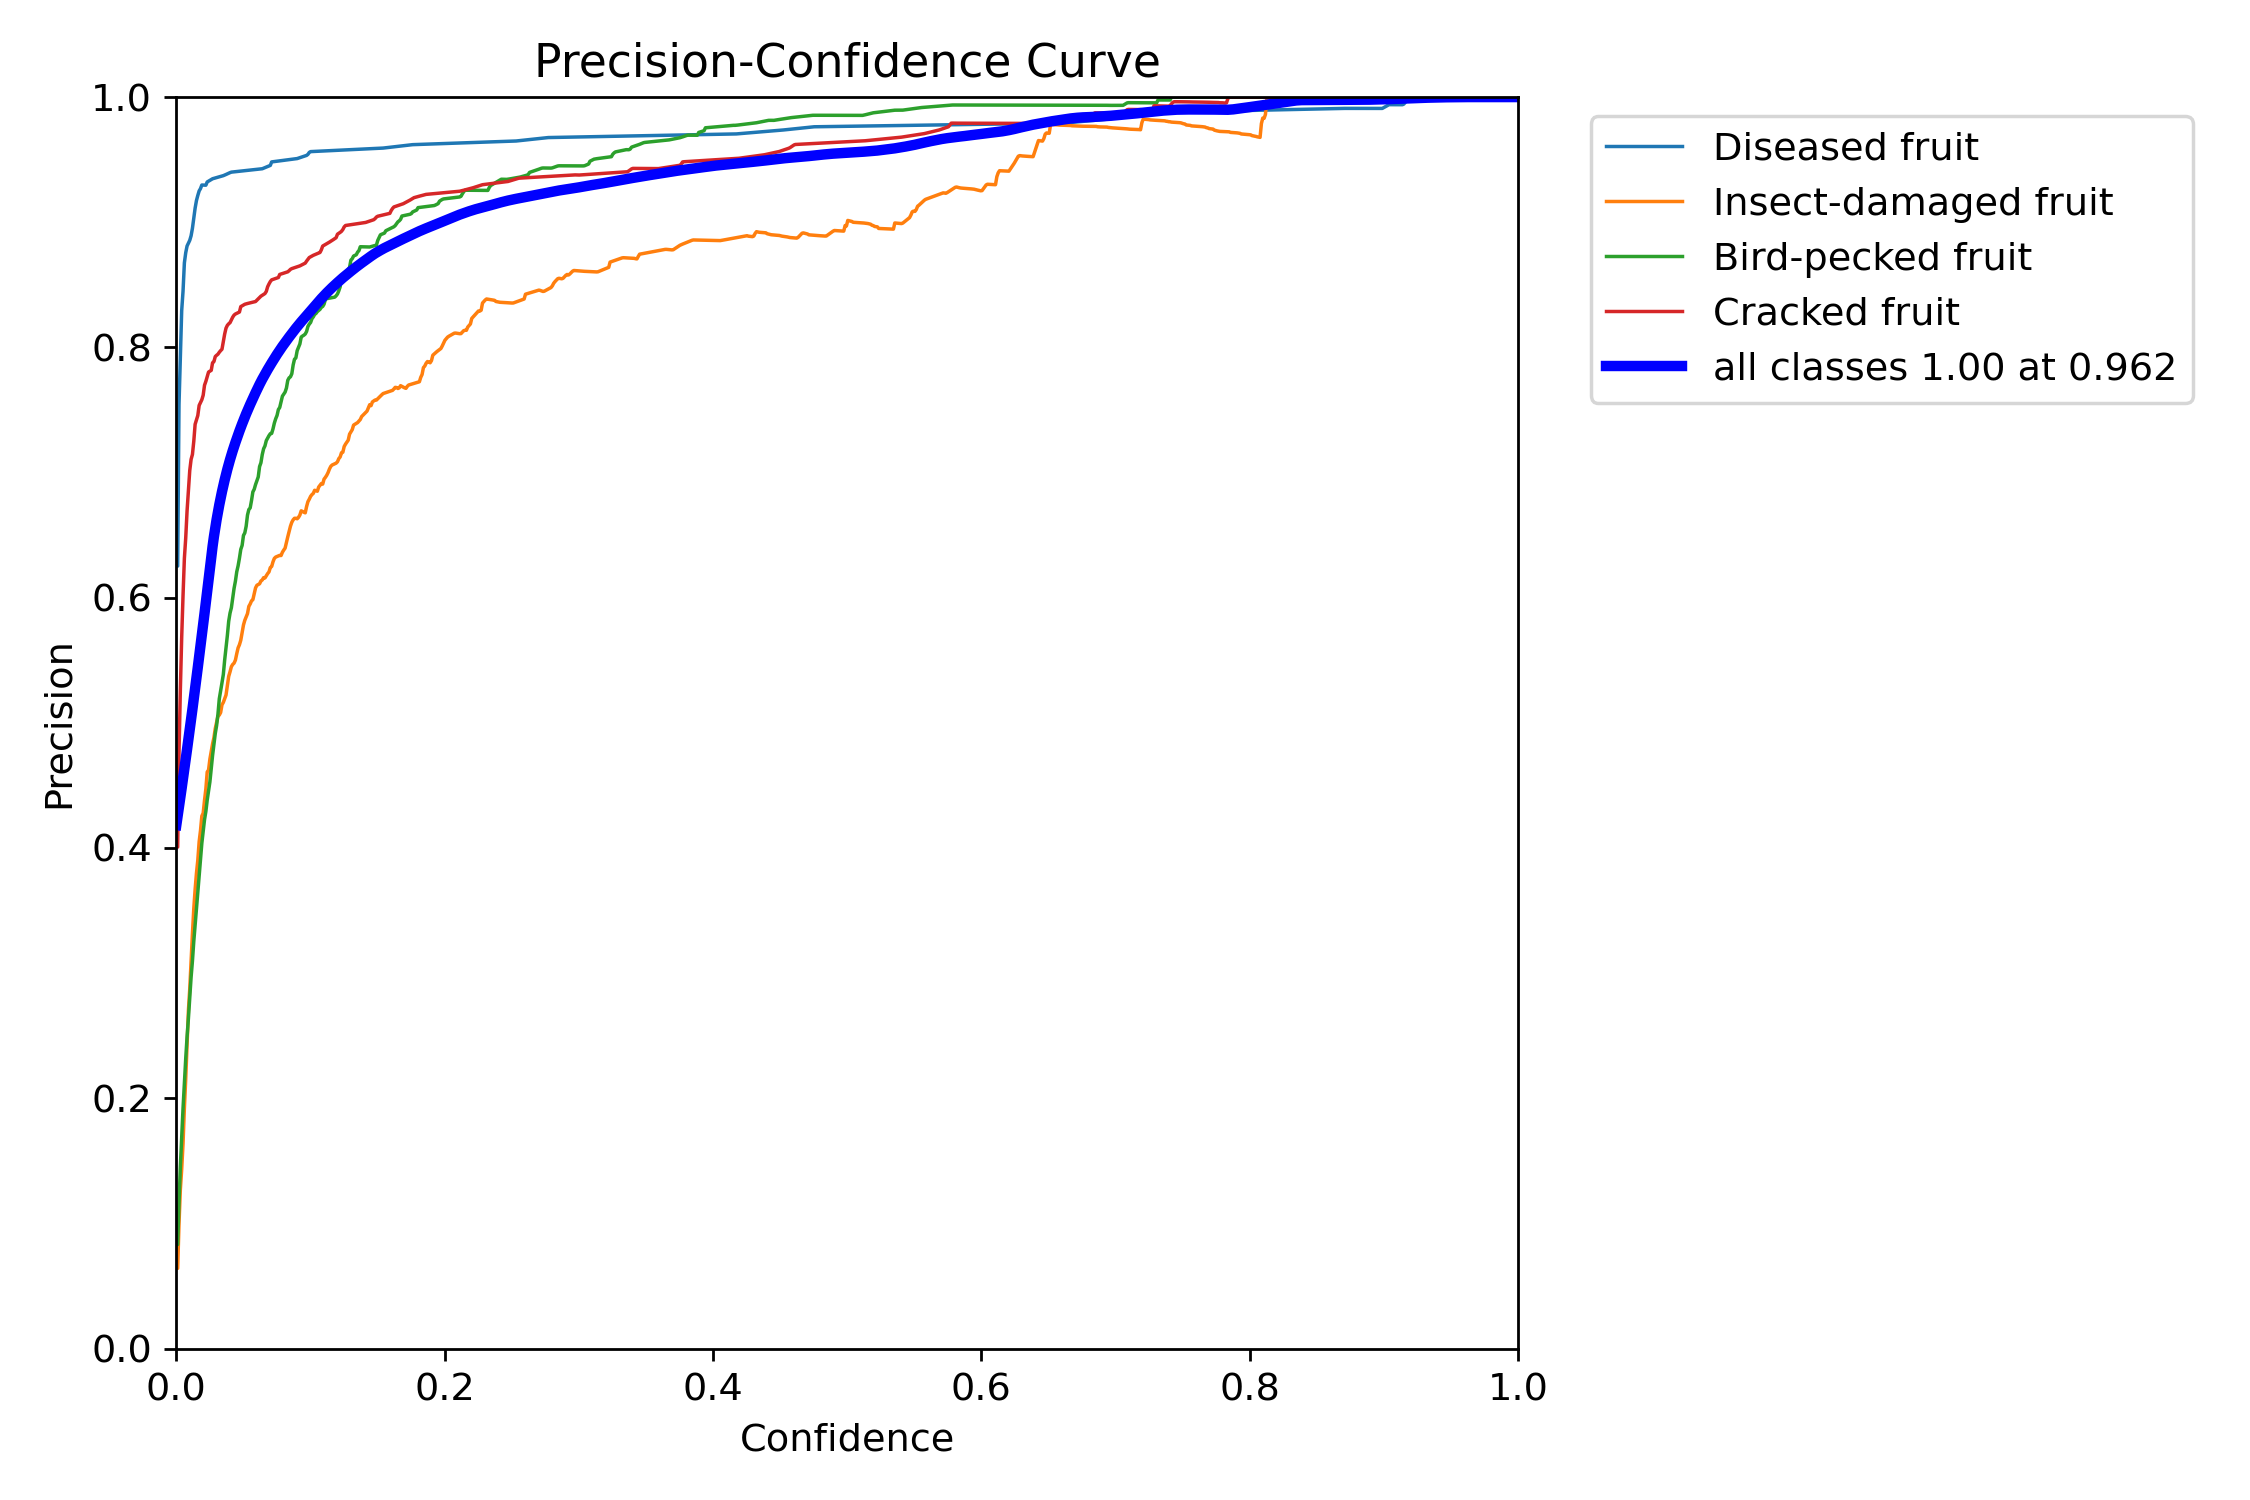 Precision-Confidence Curve
1.0
0.8
0.6
0.4
0.2
0.0
Precision
0.0 0.2 0.4 0.6 0.8 1.0
Confidence
Diseased fruit
Insect-damaged fruit
Bird-pecked fruit
Cracked fruit
all classes 1.00 at 0.962